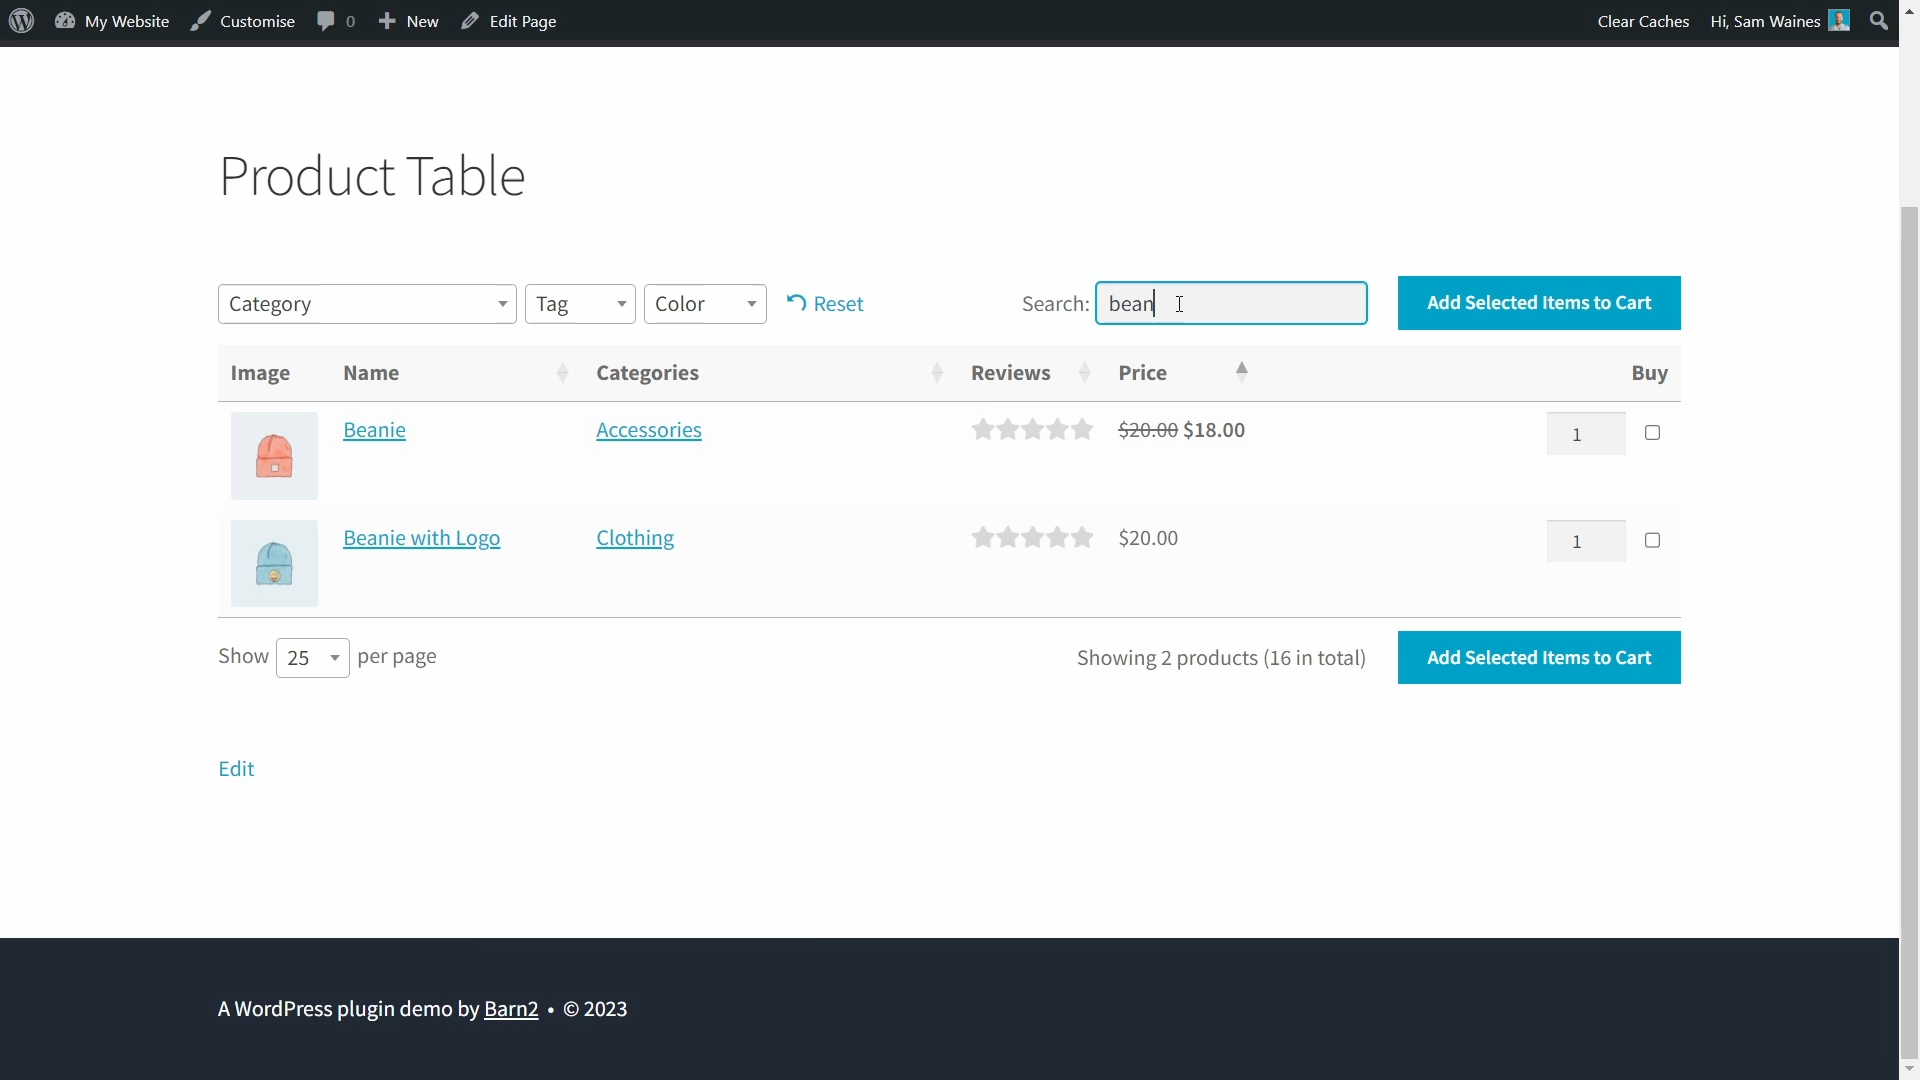 My Website Customise 0 New Edit Page Clear Caches Hi, Sam Waines
Product Table
Category Tag Color Reset Search: bean Add Selected Items to Cart
Image Name Categories Reviews Price Buy
Beanie Accessories $20.00 $18.00 1
Beanie with Logo Clothing $20.00 1
Show 25 per page Showing 2 products (16 in total) Add Selected Items to Cart
Edit
A WordPress plugin demo by Barn2 • © 2023